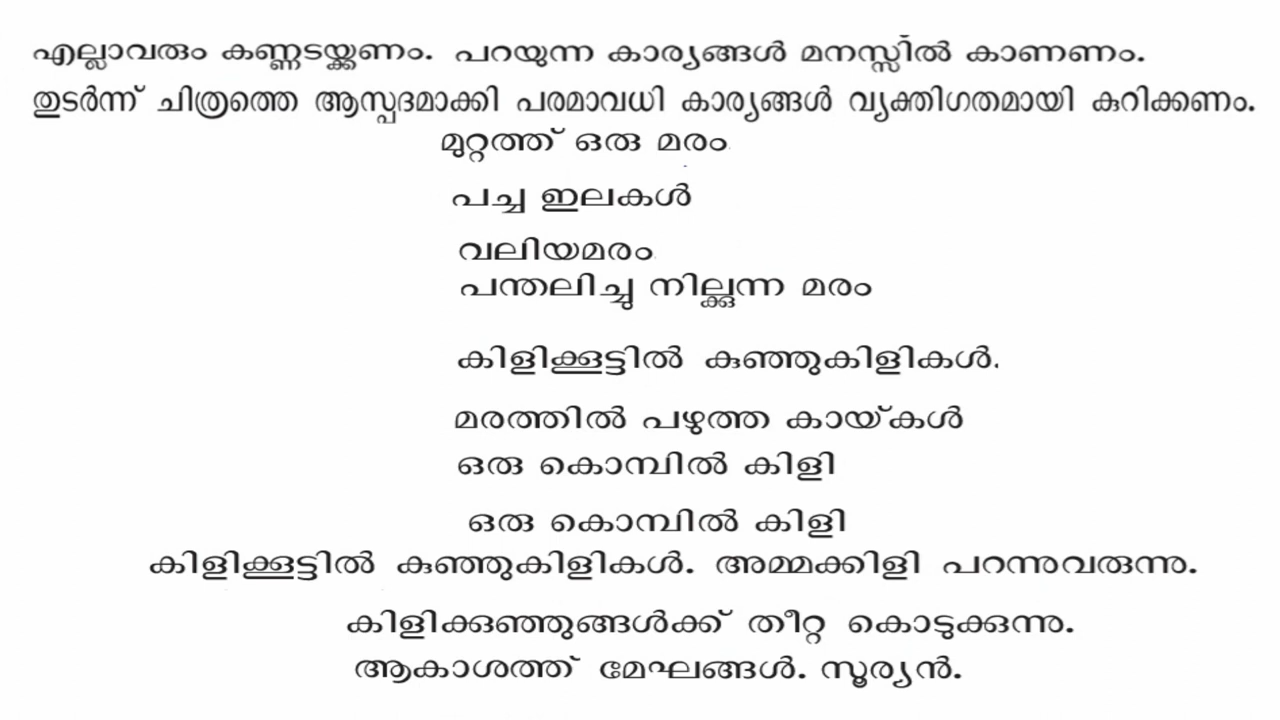 എല്ലാവരും കണ്ണടയ്ക്കണം. പറയുന്ന കാര്യങ്ങൾ മനസ്സിൽ കാണണം.
തുടർന്ന് ചിത്രത്തെ ആസ്പദമാക്കി പരമാവധി കാര്യങ്ങൾ വ്യക്തിഗതമായി കുറിക്കണം.
മുറ്റത്ത് ഒരു മരം
പച്ച ഇലകൾ
വലിയമരം
പന്തലിച്ചു നില്ക്കുന്ന മരം
കിളിക്കൂട്ടിൽ കുഞ്ഞുകിളികൾ.
മരത്തിൽ പഴുത്ത കായ്കൾ
ഒരു കൊമ്പിൽ കിളി
ഒരു കൊമ്പിൽ കിളി
കിളിക്കൂട്ടിൽ കുഞ്ഞുകിളികൾ. അമ്മക്കിളി പറന്നുവരുന്നു.
കിളിക്കുഞ്ഞുങ്ങൾക്ക് തീറ്റ കൊടുക്കുന്നു.
ആകാശത്ത് മേഘങ്ങൾ. സൂര്യൻ.